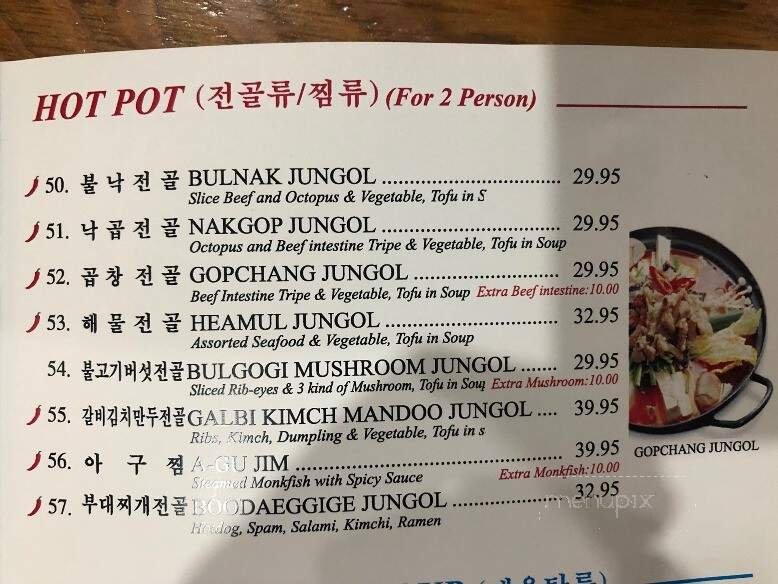 HOT POT (전골류/찜류) (For 2 Person)
50. 불낙전골 BULNAK JUNGOL ............................... 29.95
Slice Beef and Octopus & Vegetable, Tofu in S
51. 낙곱전골 NAKGOP JUNGOL ............................... 29.95
Octopus and Beef intestine Tripe & Vegetable, Tofu in Soup
52. 곱창전골 GOPCHANG JUNGOL ......................... 29.95
Beef Intestine Tripe & Vegetable, Tofu in Soup Extra Beef intestine:10.00
53. 해물전골 HEAMUL JUNGOL .............................. 32.95
Assorted Seafood & Vegetable, Tofu in Soup
54. 불고기버섯전골 BULGOGI MUSHROOM JUNGOL ....... 29.95
Sliced Rib-eyes & 3 kind of Mushroom, Tofu in Soup Extra Mushroom:10.00
55. 갈비김치만두전골 GALBI KIMCH MANDOO JUNGOL .... 39.95
Ribs, Kimch, Dumpling & Vegetable, Tofu in s
56. 아구찜 A-GU JIM ............................................. 39.95
Steamed Monkfish with Spicy Sauce Extra Monkfish:10.00
57. 부대찌개전골 BOODAEGGIGE JUNGOL .................... 32.95
Hotdog, Spam, Salami, Kimchi, Ramen
GOPCHANG JUNGOL
menupix